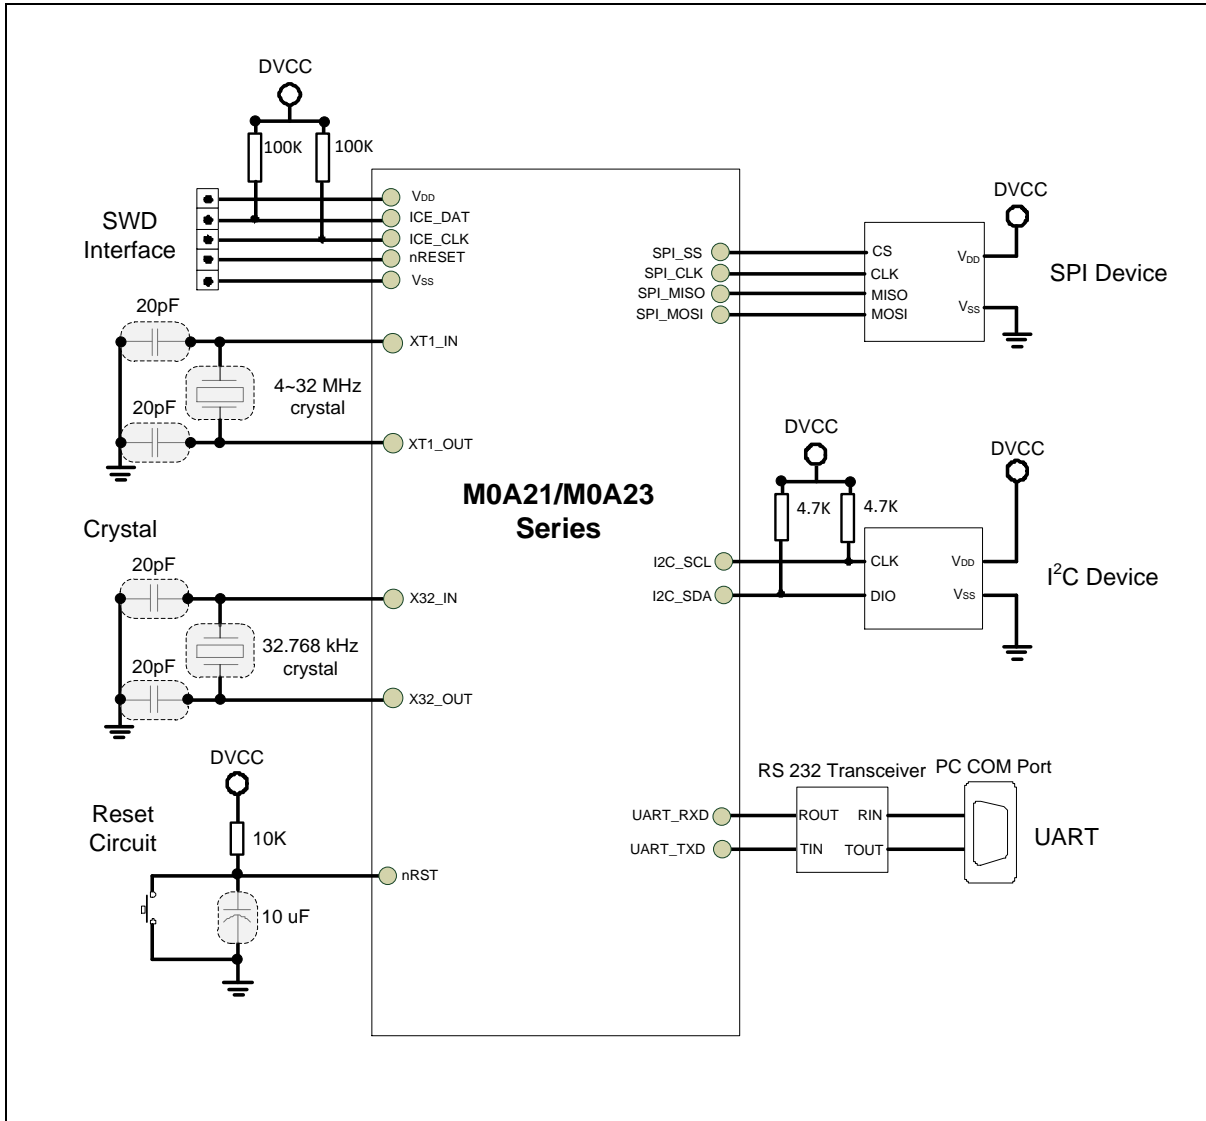 DVCC
100K
100K
SWD
Interface
VDD
ICE_DAT
ICE_CLK
nRESET
VSS
20pF
XT1_IN
4~32 MHz
crystal
20pF
XT1_OUT
M0A21/M0A23
Series
Crystal
20pF
X32_IN
32.768 kHz
crystal
20pF
X32_OUT
DVCC
Reset
Circuit
10K
nRST
10 uF
DVCC
SPI_SS
SPI_CLK
SPI_MISO
SPI_MOSI
CS
CLK
MISO
MOSI
VDD
VSS
SPI Device
DVCC
DVCC
4.7K
4.7K
I2C_SCL
I2C_SDA
CLK
DIO
VDD
VSS
I²C Device
RS 232 Transceiver
PC COM Port
UART_RXD
UART_TXD
ROUT
RIN
TIN
TOUT
UART